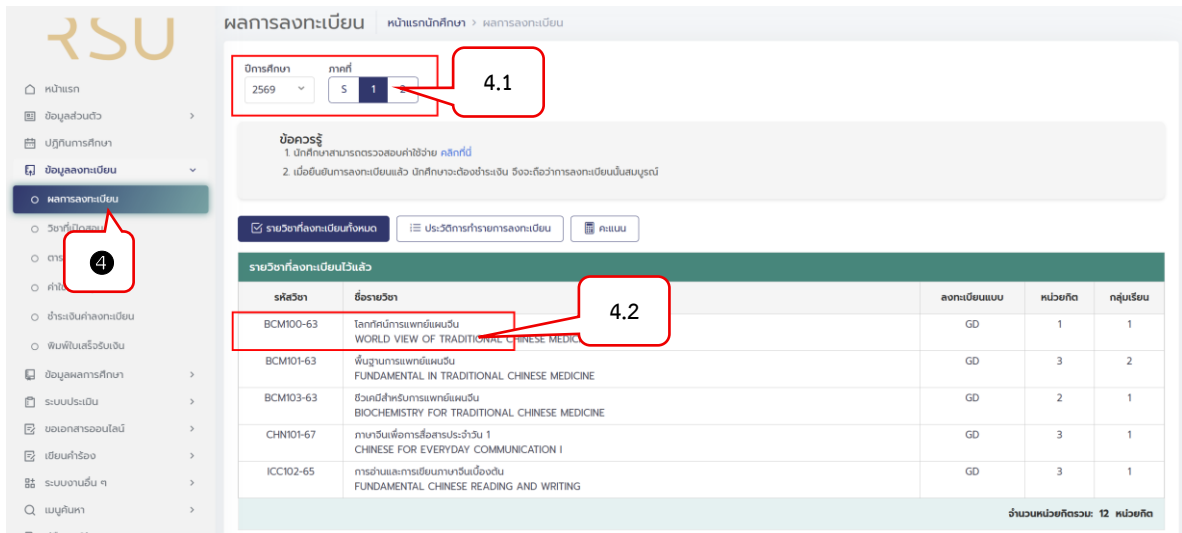 RSU
ผลการลงทะเบียน
หน้าแรกนักศึกษา > ผลการลงทะเบียน
ปีการศึกษา
ภาคที่
2569
S 1 2
4.1
หน้าแรก
ข้อมูลส่วนตัว
ปฏิทินการศึกษา
ข้อมูลลงทะเบียน
ผลการลงทะเบียน
วิชาที่เปิดสอน
4
ชำระเงินค่าลงทะเบียน
พิมพ์ใบเสร็จรับเงิน
ข้อมูลผลการศึกษา
ระบบประเมิน
ขอเอกสารออนไลน์
เขียนคำร้อง
ระบบงานอื่น ๆ
เมนูค้นหา
ข้อควรรู้
1. นักศึกษาสามารถตรวจสอบค่าใช้จ่าย คลิกที่นี่
2. เมื่อยืนยันการลงทะเบียนแล้ว นักศึกษาจะต้องชำระเงิน จึงจะถือว่าการลงทะเบียนนั้นสมบูรณ์
รายวิชาที่ลงทะเบียนทั้งหมด
ประวัติการทำรายการลงทะเบียน
คะแนน
รายวิชาที่ลงทะเบียนไว้แล้ว
รหัสวิชา ชื่อรายวิชา ลงทะเบียนแบบ หน่วยกิต กลุ่มเรียน
4.2
BCM100-63 โลกทัศน์การแพทย์แผนจีน GD 1 1
WORLD VIEW OF TRADITIONAL CHINESE
BCM101-63 พื้นฐานการแพทย์แผนจีน GD 3 2
FUNDAMENTAL IN TRADITIONAL CHINESE MEDICINE
BCM103-63 ชีวเคมีสำหรับการแพทย์แผนจีน GD 2 1
BIOCHEMISTRY FOR TRADITIONAL CHINESE MEDICINE
CHN101-67 ภาษาจีนเพื่อการสื่อสารประจำวัน 1 GD 3 1
CHINESE FOR EVERYDAY COMMUNICATION I
ICC102-65 การอ่านและการเขียนภาษาจีนเบื้องต้น GD 3 1
FUNDAMENTAL CHINESE READING AND WRITING
จำนวนหน่วยกิตรวม: 12 หน่วยกิต